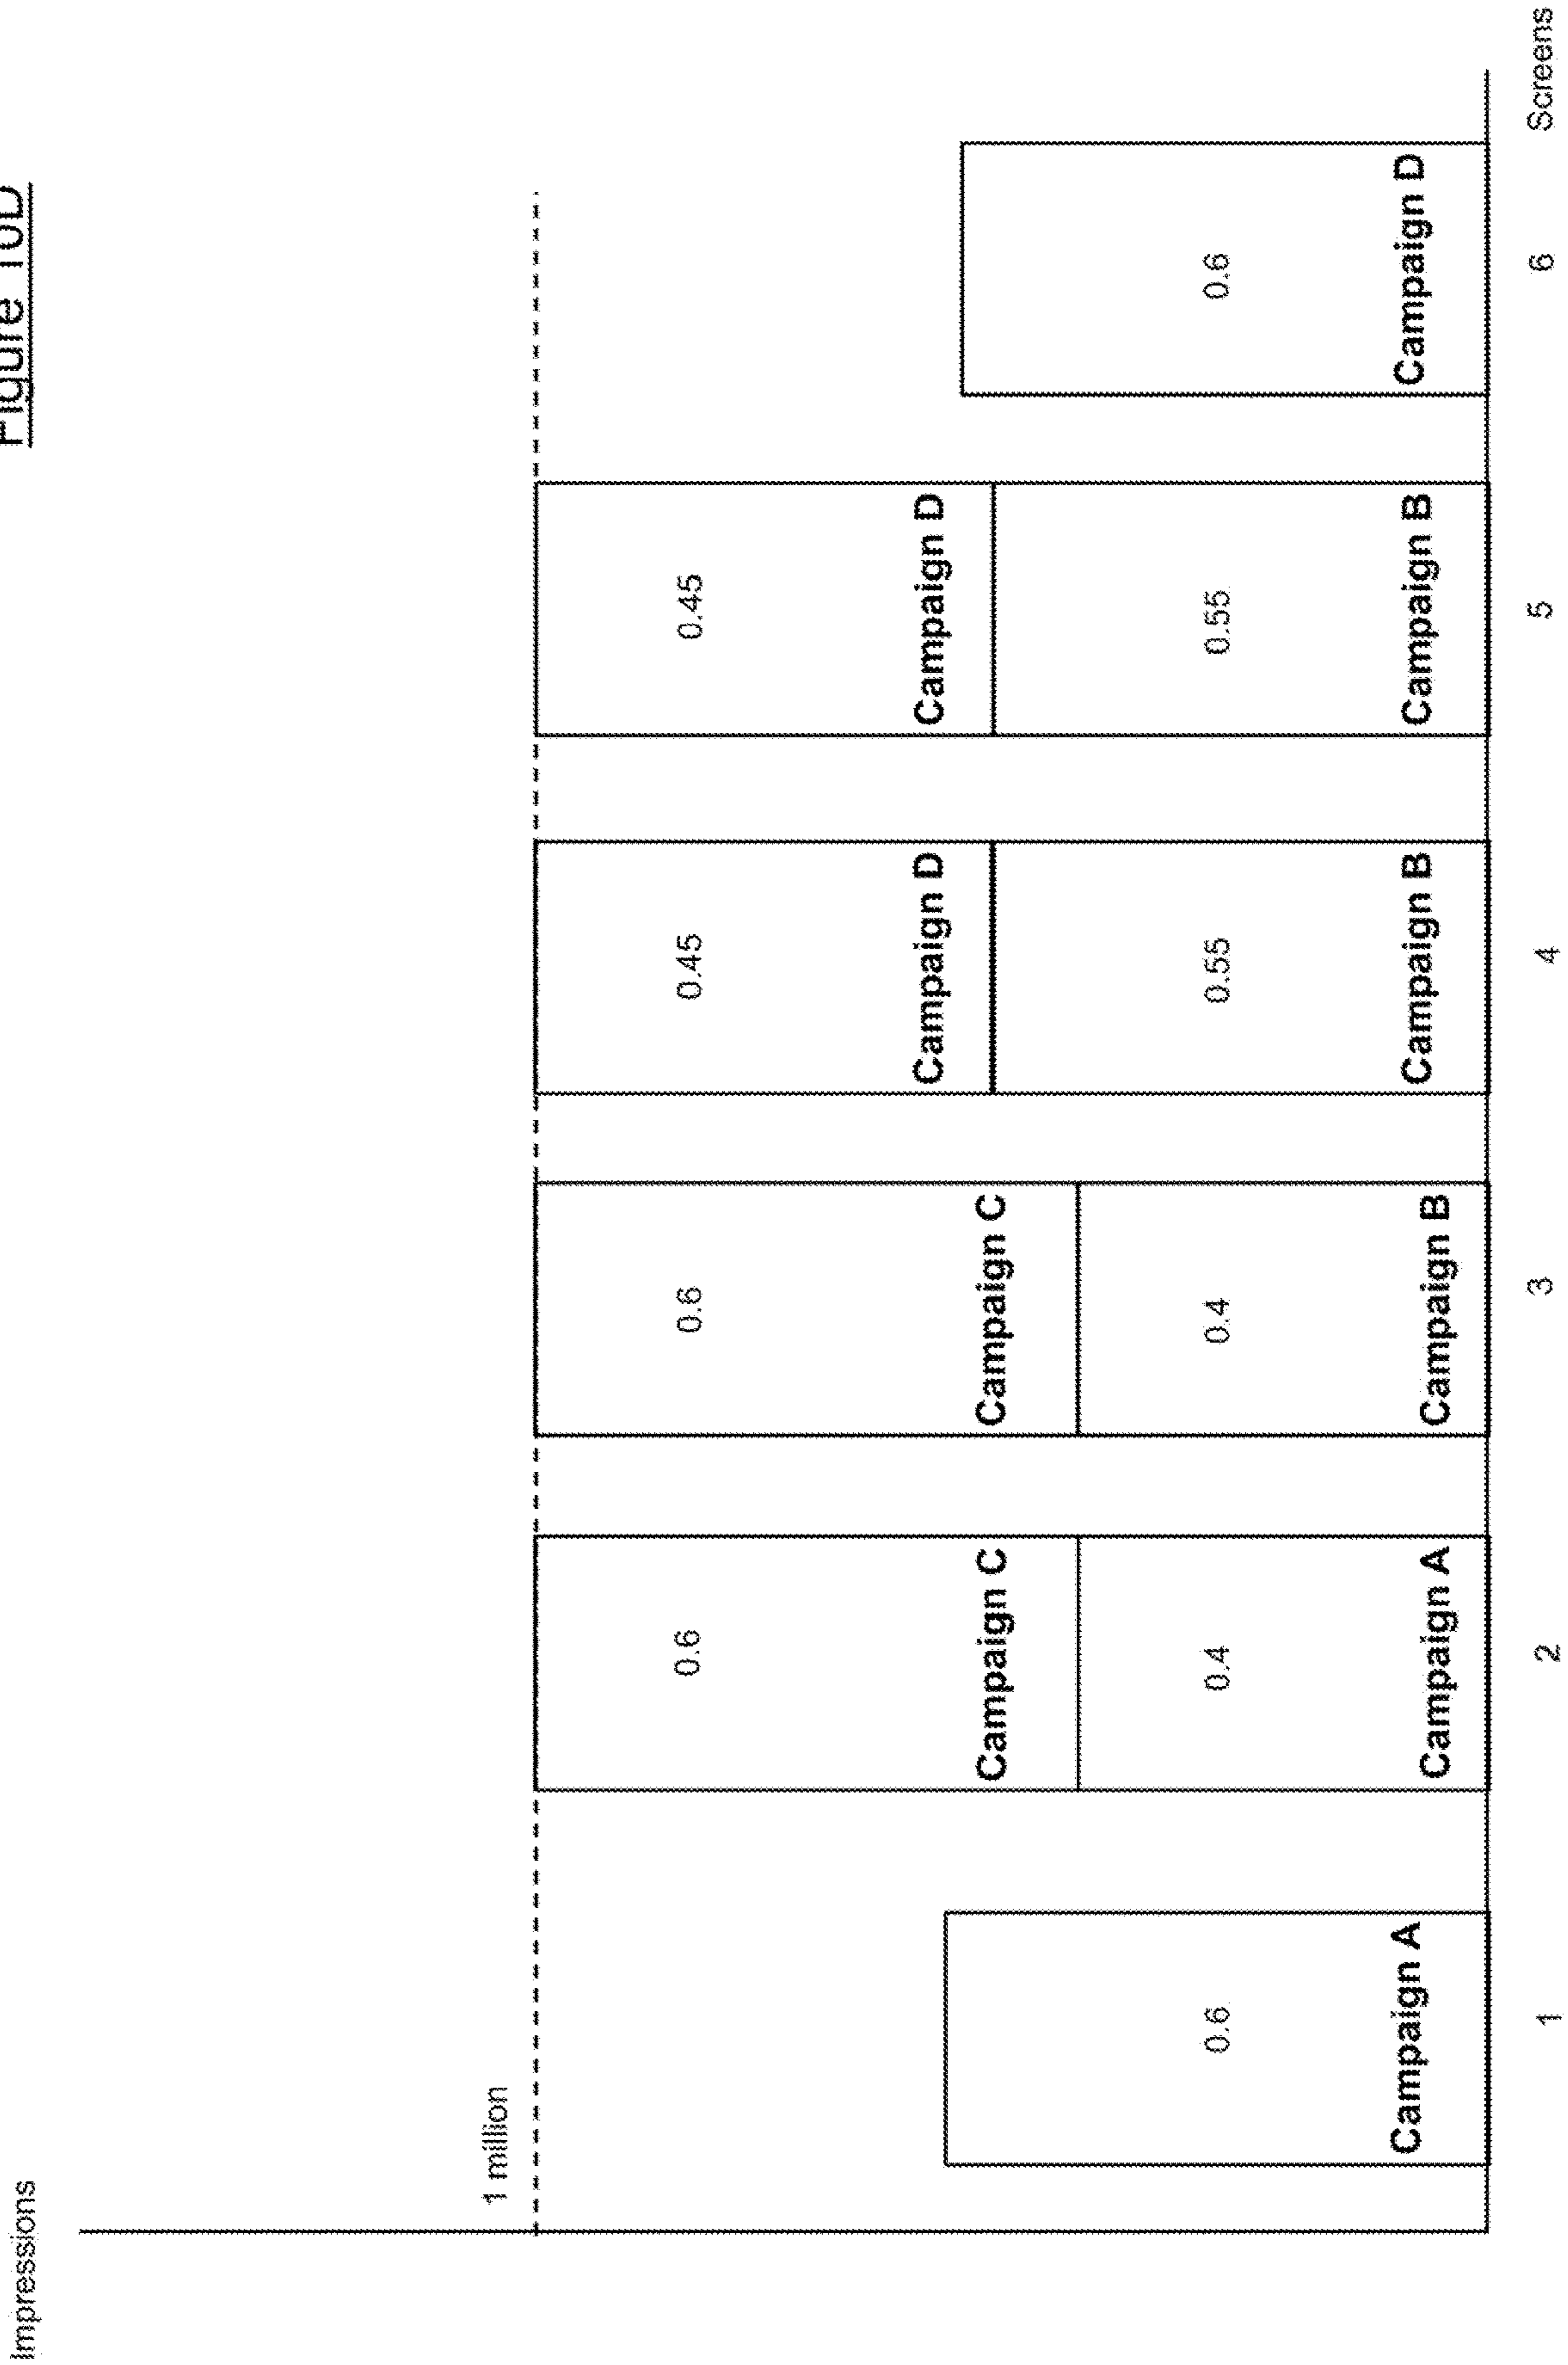 Figure 10D
Impressions
1 million
0.6
Campaign A
0.6
Campaign C
0.4
Campaign A
0.6
Campaign C
0.4
Campaign B
0.45
Campaign D
0.55
Campaign B
0.45
Campaign D
0.55
Campaign B
0.6
Campaign D
1 2 3 4 5 6 Screens